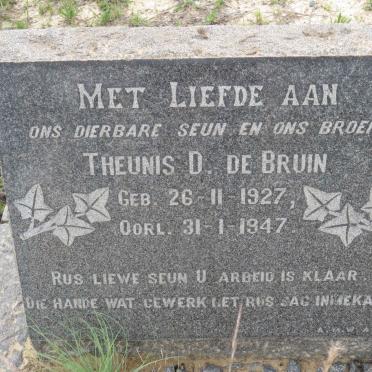 MET LIEFDE AAN
ONS DIERBARE SEUN EN ONS BROE
THEUNIS D. DE BRUIN
GEB. 26-11-1927,
OORL. 31-1-1947.
RUS LIEWE SEUN U ARBEID IS KLAAR
DIE HANDE WAT GEWERK HET RUS SAG INMEKA
A.M.W.A